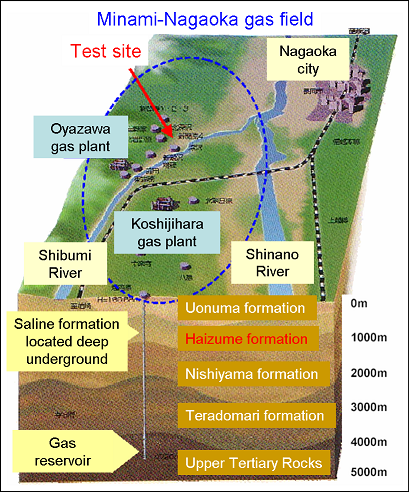 Minami-Nagaoka gas field
Test site
Nagaoka
city
Oyazawa
gas plant
Koshijihara
gas plant
Shibumi
River
Shinano
River
Uonuma formation
0m
Saline formation
located deep
underground
Haizume formation
1000m
Nishiyama formation
2000m
Teradomari formation
3000m
Gas
reservoir
4000m
Upper Tertiary Rocks
5000m